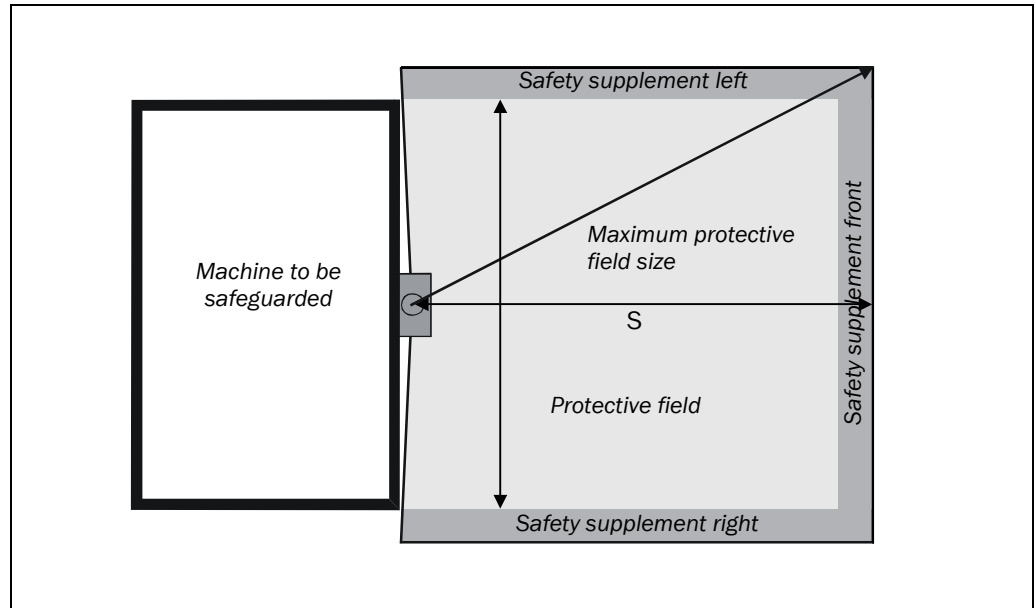 Safety supplement left
Machine to be
safeguarded
Maximum protective
field size
S
Safety supplement front
Protective field
Safety supplement right